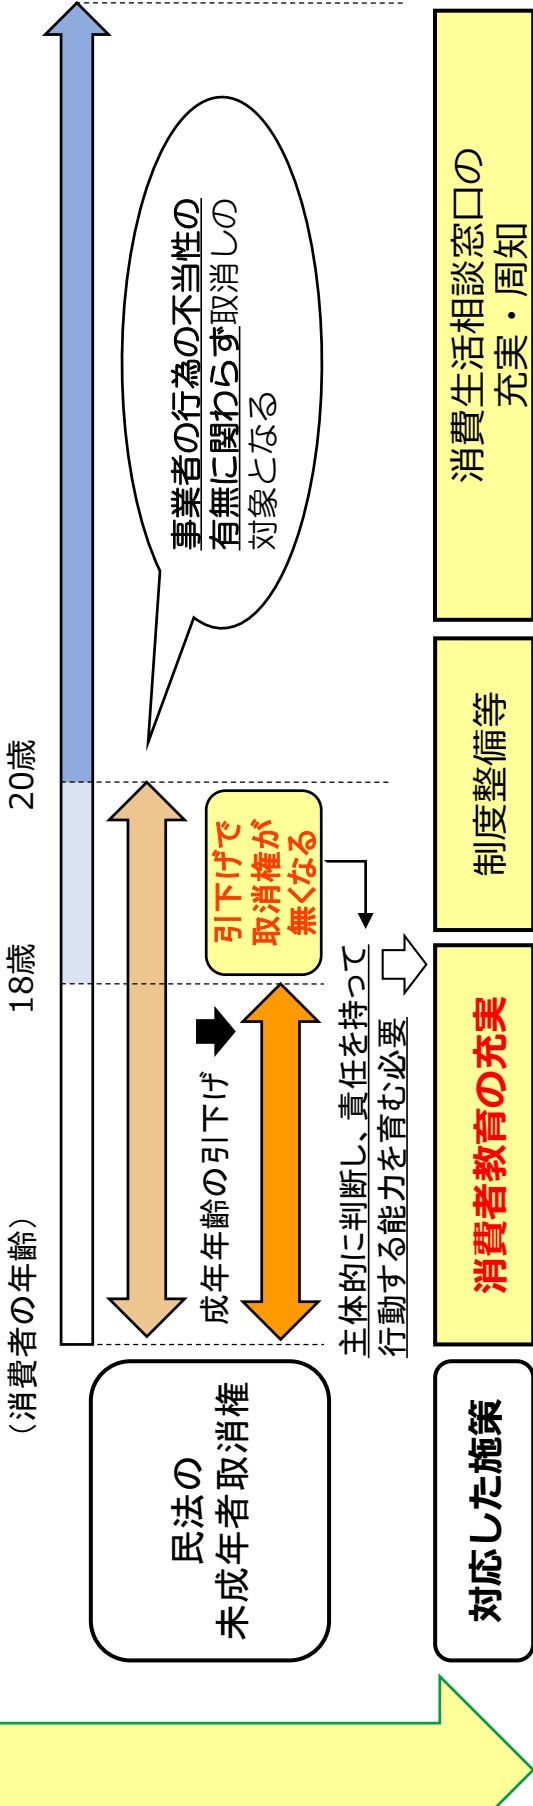 （消費者の年齢）
18歳
20歳
民法の
未成年者取消権
成年年齢の引下げ
引下げで
取消権が
無くなる
事業者の行為の不当性の
有無に関わらず取消しの
対象となる
主体的に判断し、責任を持って
行動する能力を育む必要
対応した施策
消費者教育の充実
制度整備等
消費生活相談窓口の
充実・周知